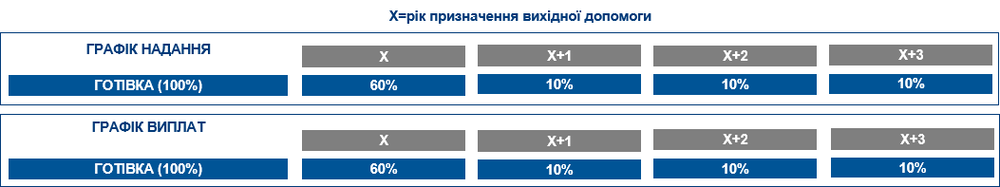 X=рік призначення вихідної допомоги
ГРАФІК НАДАННЯ X X+1 X+2 X+3
ГОТІВКА (100%) 60% 10% 10% 10%
ГРАФІК ВИПЛАТ X X+1 X+2 X+3
ГОТІВКА (100%) 60% 10% 10% 10%